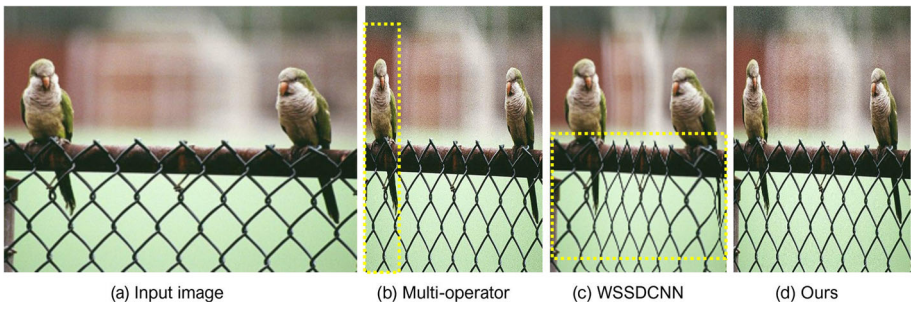 (a) Input image
(b) Multi-operator
(c) WSSDCNN
(d) Ours